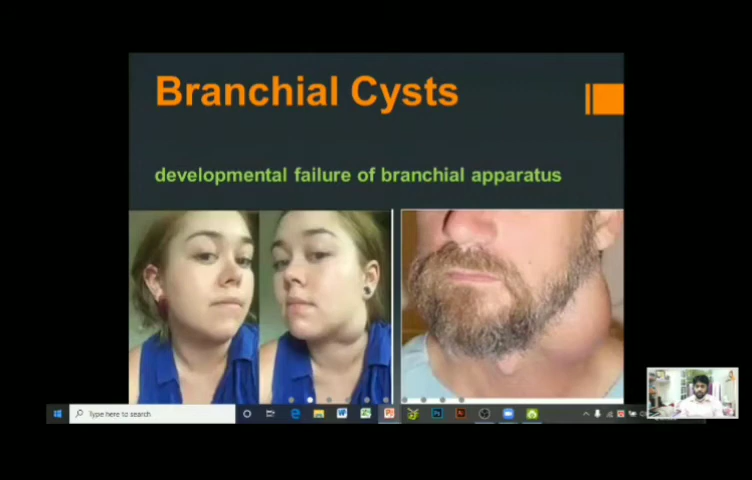 Branchial Cysts
developmental failure of branchial apparatus
Type here to search